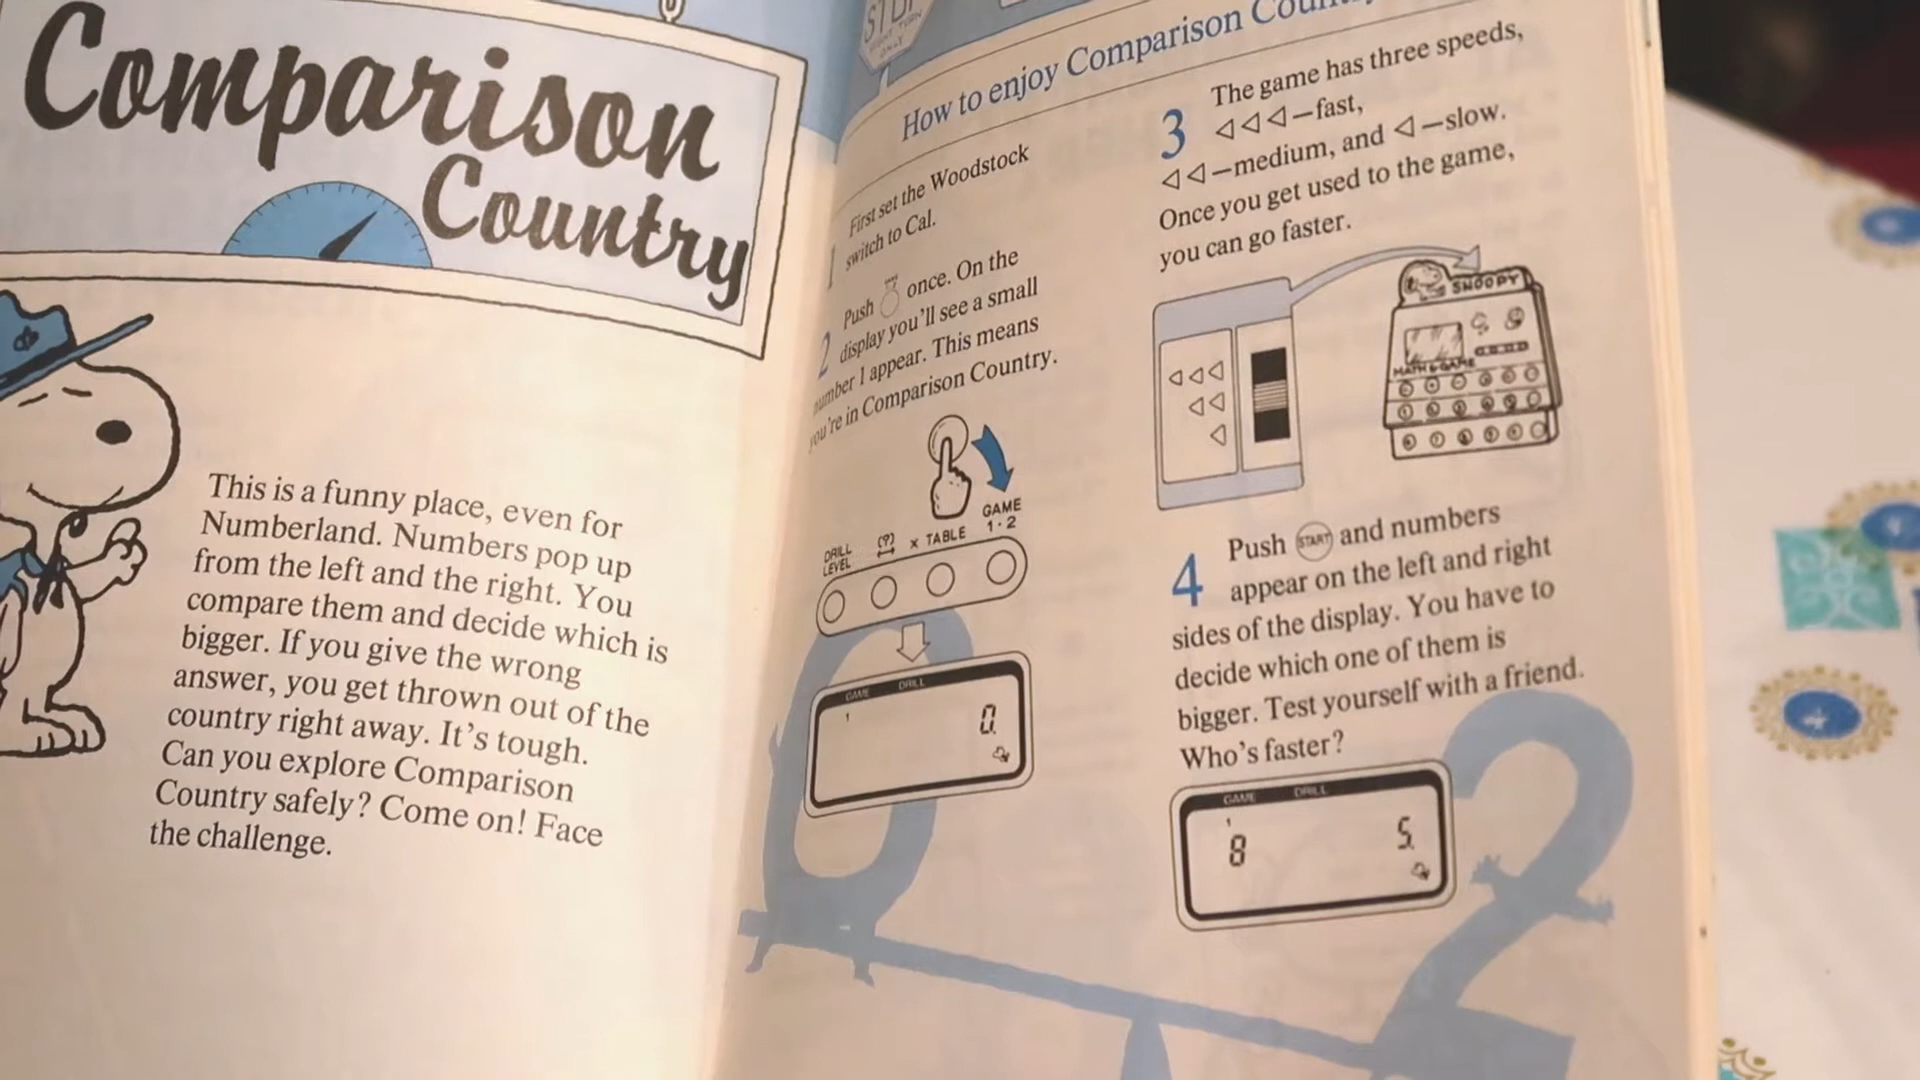 Comparison
Country
This is a funny place, even for
Numberland. Numbers pop up
from the left and the right. You
compare them and decide which is
bigger. If you give the wrong
answer, you get thrown out of the
country right away. It's tough.
Can you explore Comparison
Country safely? Come on! Face
the challenge.
STOP
RIGHT TURN
ONLY
How to enjoy Comparison
1 First set the Woodstock
switch to Cal.
2 Push once. On the
display you'll see a small
number 1 appear. This means
you're in Comparison Country.
DRILL
LEVEL
(?)
x TABLE
GAME
1·2
GAME DRILL
1
0.
3 The game has three speeds,
◁◁◁—fast,
◁◁—medium, and ◁—slow.
Once you get used to the game,
you can go faster.
◁◁◁
◁◁
◁
SNOOPY
MATH & GAME
4 Push START and numbers
appear on the left and right
sides of the display. You have to
decide which one of them is
bigger. Test yourself with a friend.
Who's faster?
GAME DRILL
1
8 5.